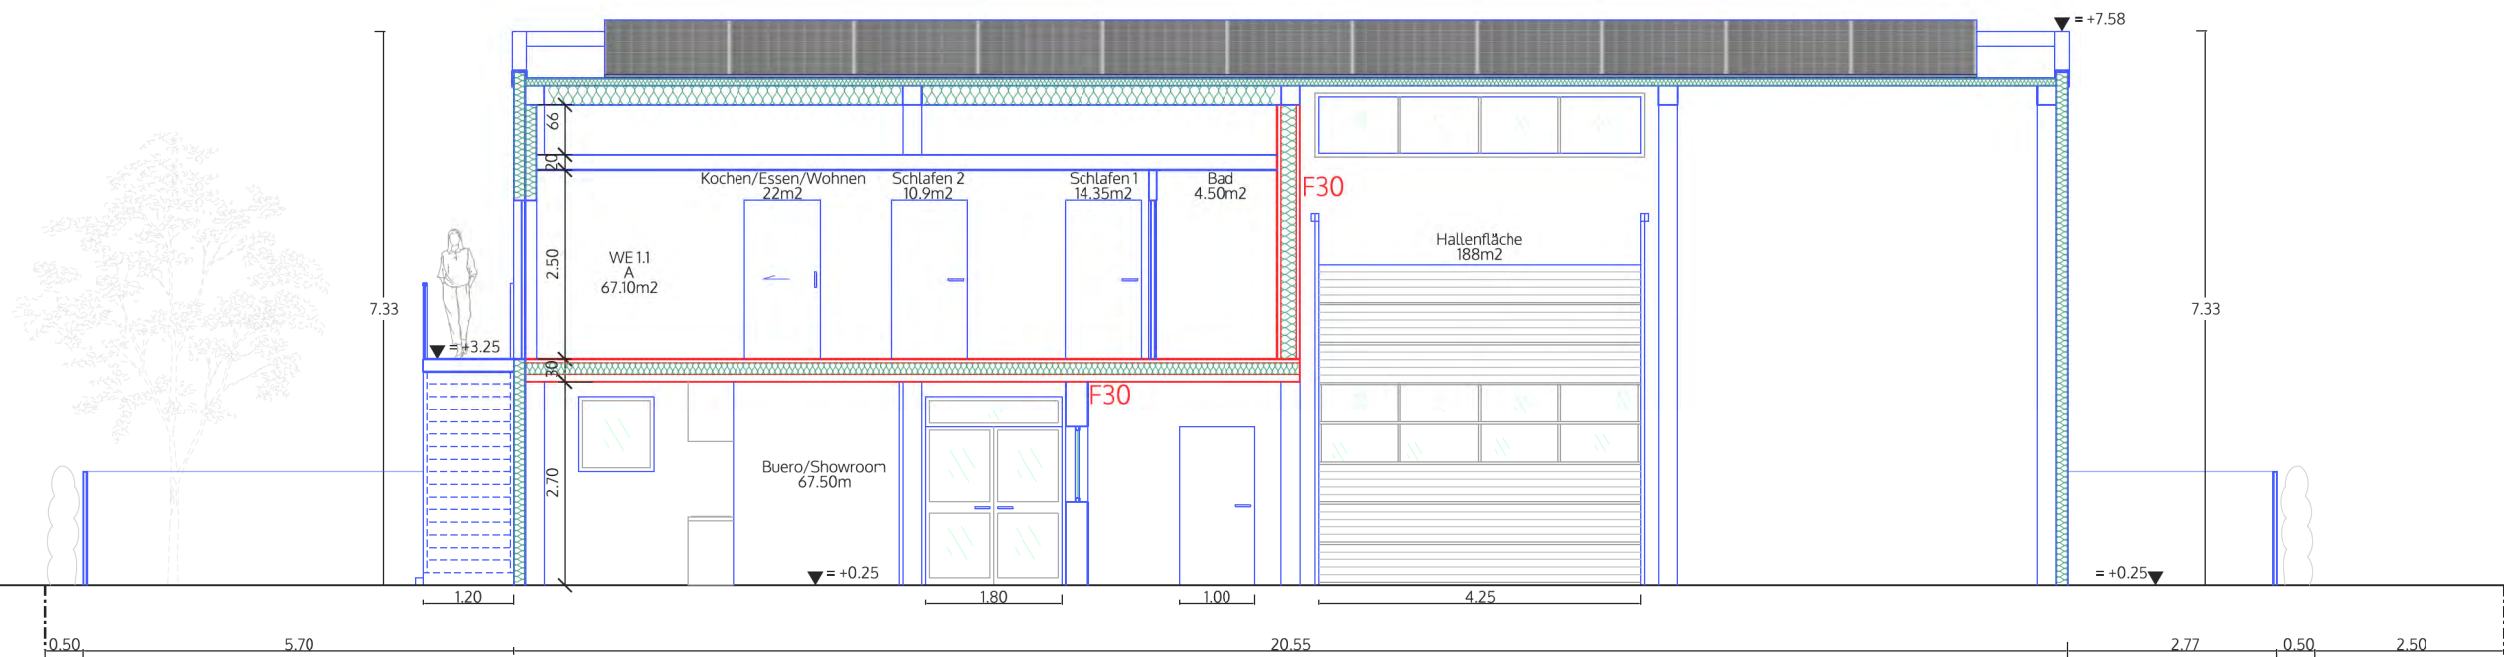 = +7.58
66
20
Kochen/Essen/Wohnen
22m2
Schlafen 2
10.9m2
Schlafen 1
14.35m2
Bad
4.50m2
F30
WE 1.1
A
67.10m2
2.50
Hallenfläche
188m2
7.33
7.33
= +3.25
30
F30
Buero/Showroom
67.50m
2.70
= +0.25
= +0.25
1.20
1.80
1.00
4.25
0.50
5.70
20.55
2.77
0.50
2.50